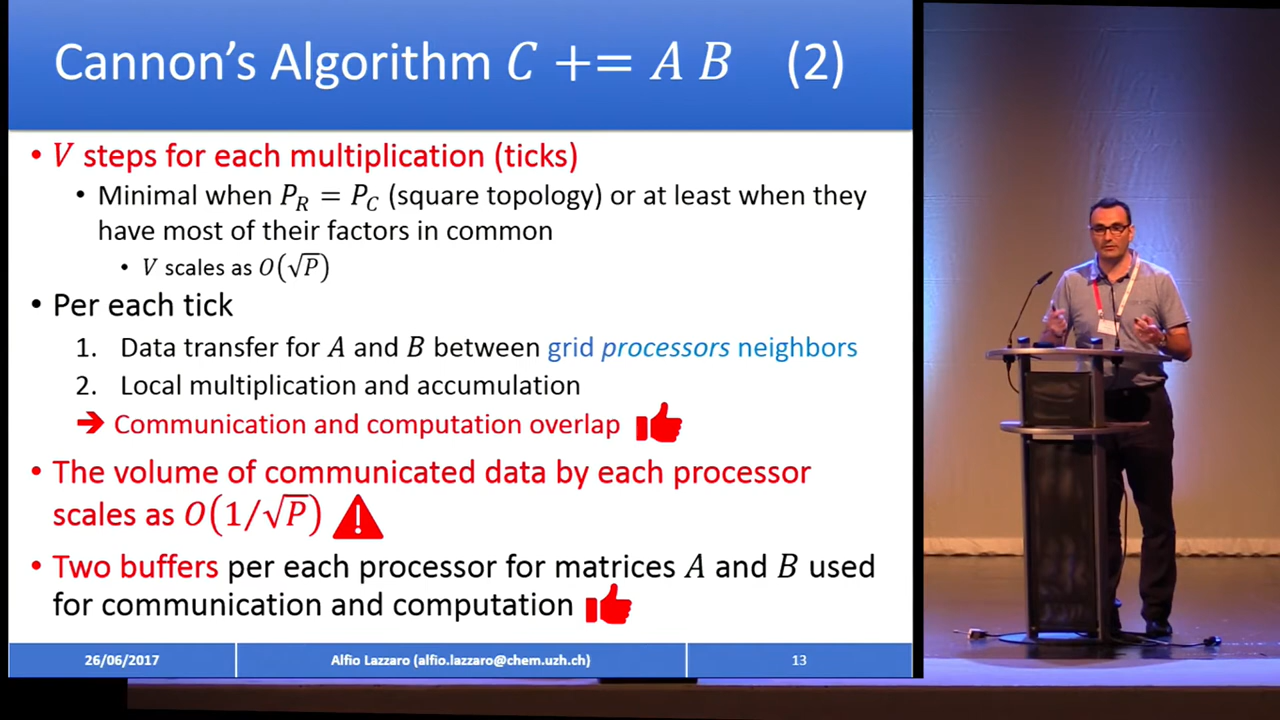 Cannon's Algorithm C += A B (2)
• V steps for each multiplication (ticks)
• Minimal when P_R = P_C (square topology) or at least when they
have most of their factors in common
• V scales as O(√P)
• Per each tick
1. Data transfer for A and B between grid processors neighbors
2. Local multiplication and accumulation
➔ Communication and computation overlap
• The volume of communicated data by each processor
scales as O(1/√P)
• Two buffers per each processor for matrices A and B used
for communication and computation
26/06/2017
Alfio Lazzaro (alfio.lazzaro@chem.uzh.ch)
13